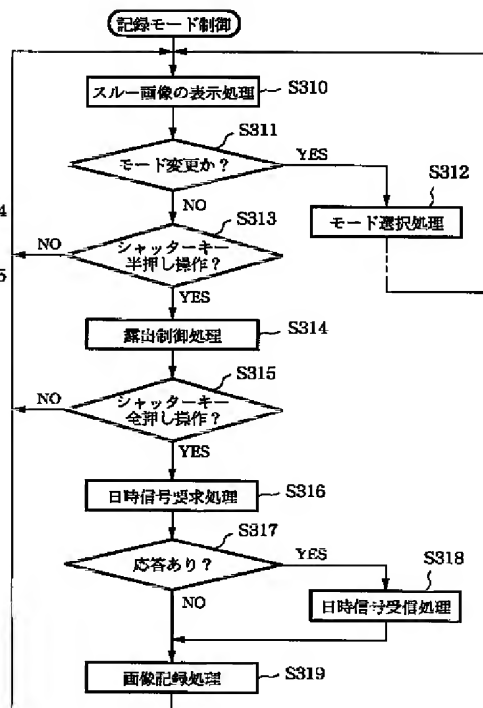 記録モード制御
スルー画像の表示処理
S310
S311
モード変更か?
YES
S312
モード選択処理
NO
S313
4
シャッターキー
半押し操作?
NO
5
YES
露出制御処理
S314
S315
NO
シャッターキー
全押し操作?
YES
日時信号要求処理
S316
S317
応答あり?
YES
S318
日時信号受信処理
NO
画像記録処理
S319